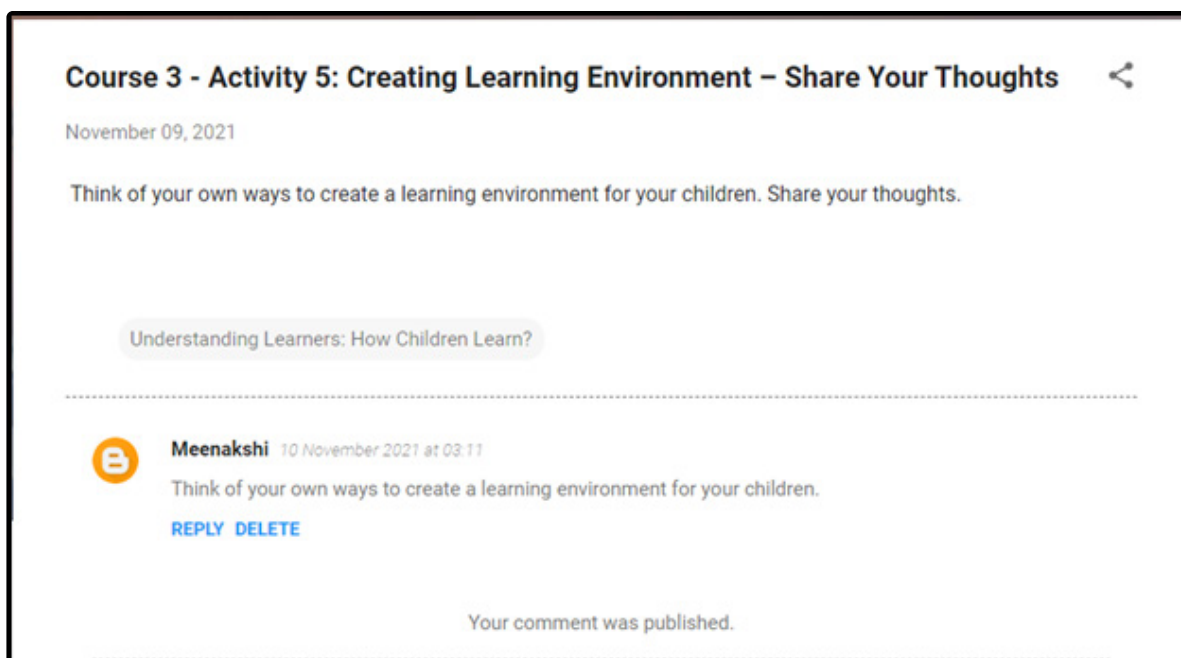 Course 3 - Activity 5: Creating Learning Environment – Share Your Thoughts
November 09, 2021
Think of your own ways to create a learning environment for your children. Share your thoughts.
Understanding Learners: How Children Learn?
Meenakshi 10 November 2021 at 03:11
Think of your own ways to create a learning environment for your children.
REPLY DELETE
Your comment was published.